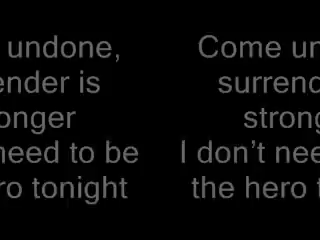 undone,
ender is
onger
need to be
ro tonight
Come un
surrend
strong
I don’t nee
the hero t